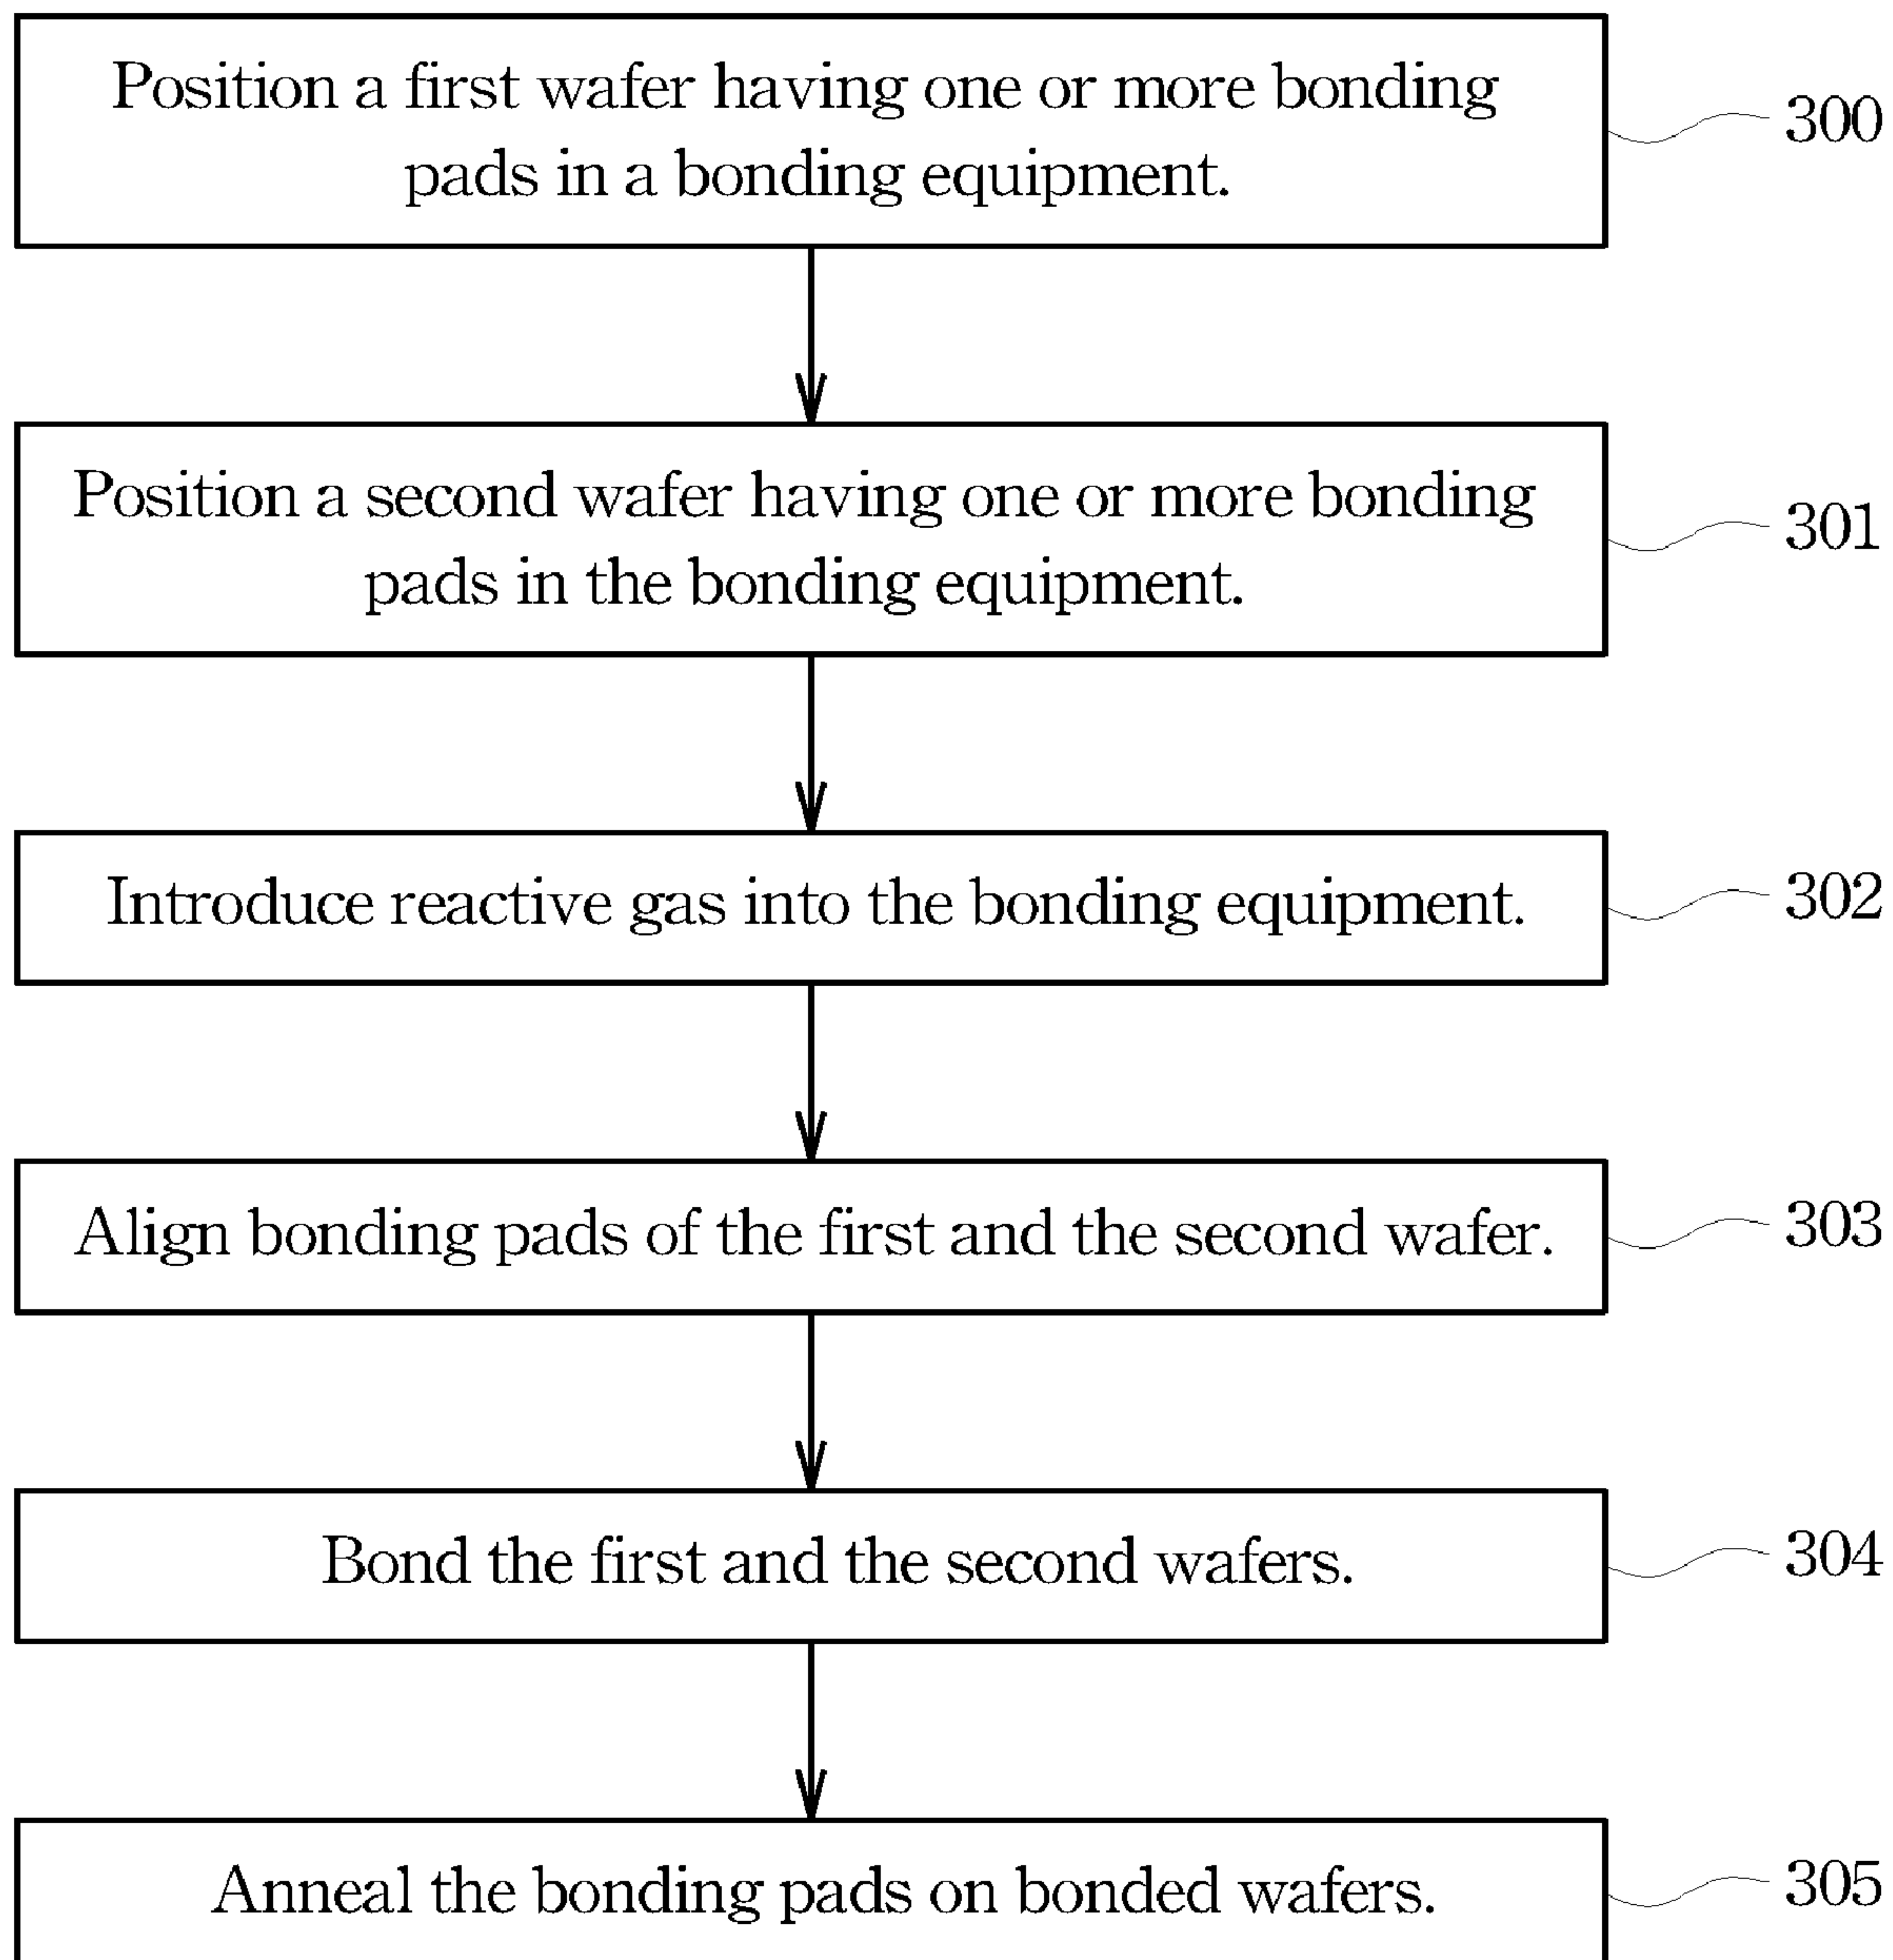 Position a first wafer having one or more bonding
pads in a bonding equipment.
300
Position a second wafer having one or more bonding
pads in the bonding equipment.
301
Introduce reactive gas into the bonding equipment.
302
Align bonding pads of the first and the second wafer.
303
Bond the first and the second wafers.
304
Anneal the bonding pads on bonded wafers.
305